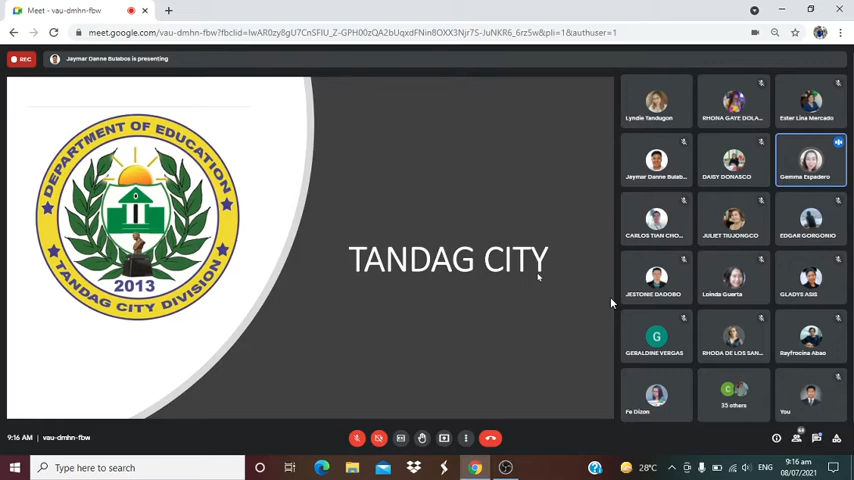 Meet - vau-dmhn-fbw
meet.google.com/vau-dmhn-fbw?fbclid=IwAR0zy8gU7CnSFlU_Z-GPH00zQA2bUqxdFNin8OXX3Njr7S-JuNKR6_6rz5w&pli=1&authuser=1
REC
Jaymar Danne Bulabos is presenting
DEPARTMENT OF EDUCATION
TANDAG CITY DIVISION
2013
TANDAG CITY
Lyndie Tandugon
RHONA GAYE DOLA...
Ester Lina Mercado
Jaymar Danne Bulab...
DAISY DONASCO
Gemma Espadero
CARLOS TIAN CHO...
JULIET TIUJONGCO
EDGAR GORGONIO
JESTONIE DADOBO
Loinda Guerta
GLADYS ASIS
G
GERALDINE VERGAS
RHODA DE LOS SAN...
Rayfrocina Abao
Fe Dizon
C
35 others
You
9:16 AM | vau-dmhn-fbw
Type here to search
28°C
ENG
9:16 am
08/07/2021